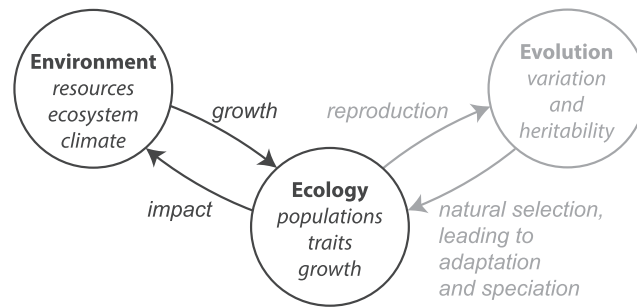 Environment
resources
ecosystem
climate
growth
impact
Ecology
populations
traits
growth
reproduction
Evolution
variation
and
heritability
natural selection,
leading to
adaptation
and speciation